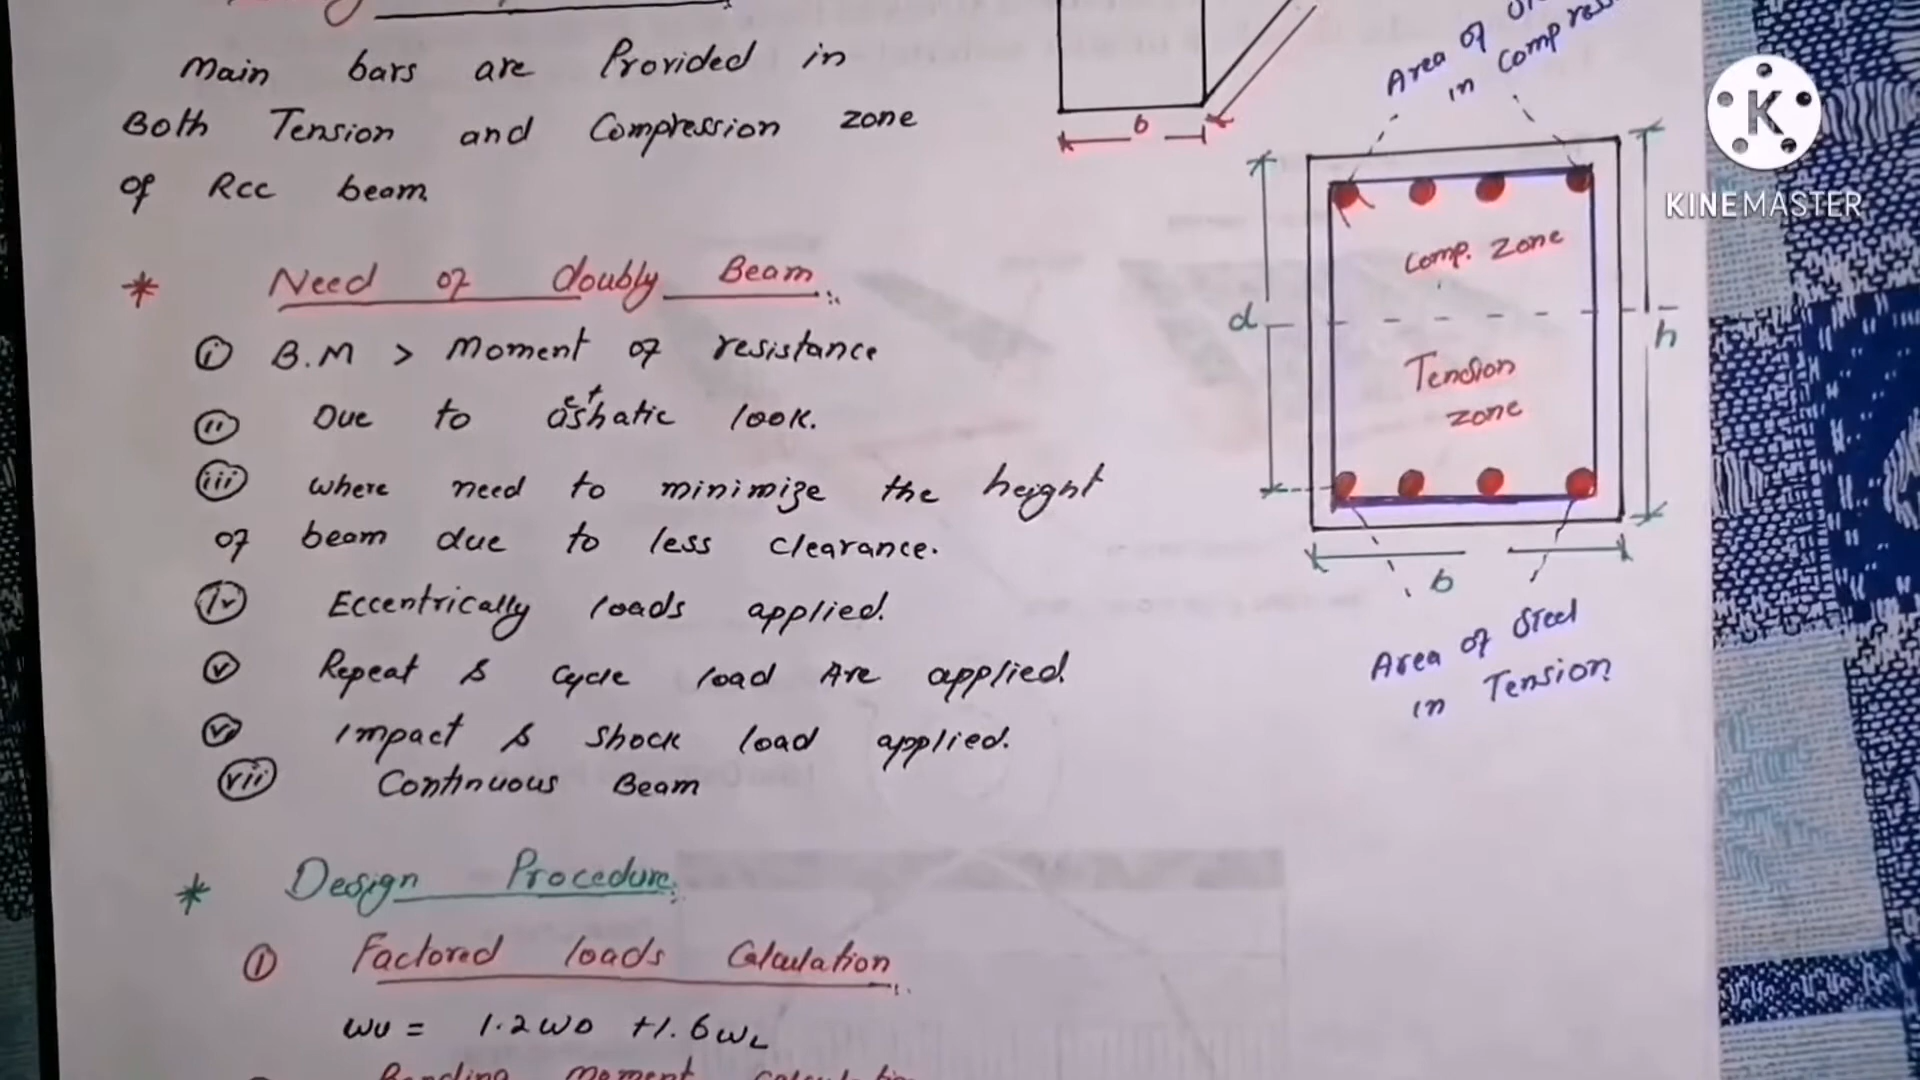 main bars are Provided in
Both Tension and Compression zone
of Rcc beam
* Need of doubly Beam :.
(i) B.M > Moment of resistance
(ii) Due to look.
(iii) where need to minimize the height
of beam due to less clearance.
(iv) Eccentrically loads applied.
(v) Repeat & Cycle load Are applied.
(v) Impact & Shock load applied.
(vii) Continuous Beam
* Design Procedure:
(1) Factored loads Calculation :.
wu = 1.2wD + 1.6wL
Bending moment
b
Area of
in Compress
KINEMASTER
K
Comp. zone
d
h
Tension
zone
b
Area of Steel
in Tension